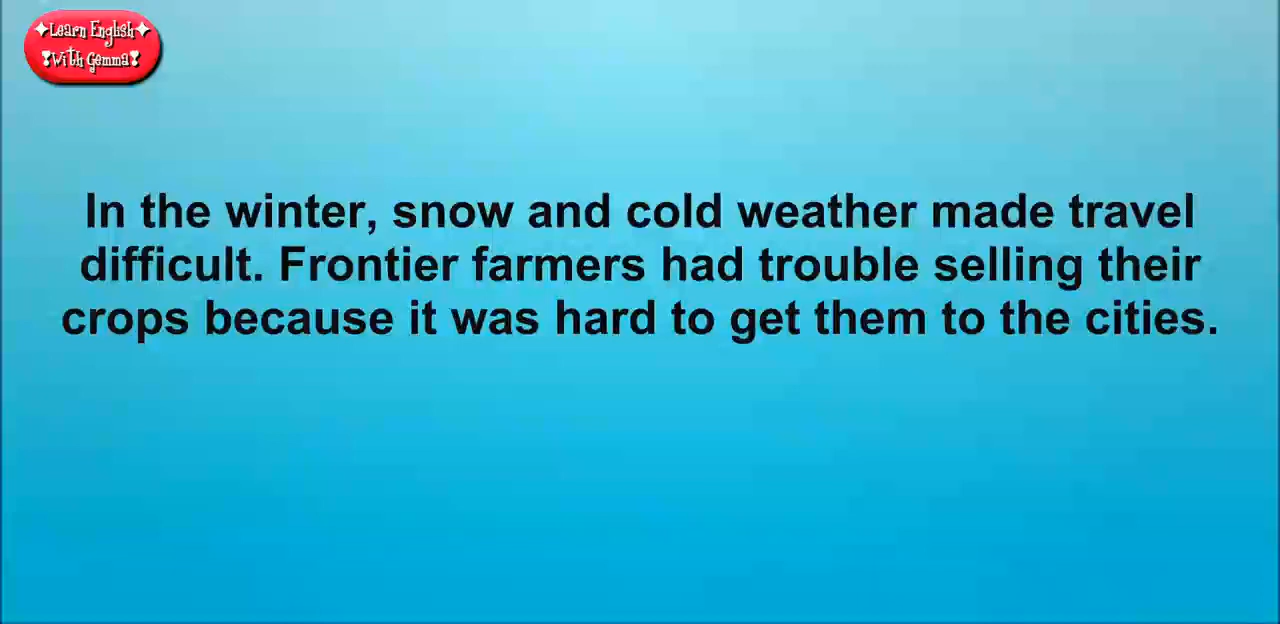 Learn English
With Gemma
In the winter, snow and cold weather made travel
difficult. Frontier farmers had trouble selling their
crops because it was hard to get them to the cities.